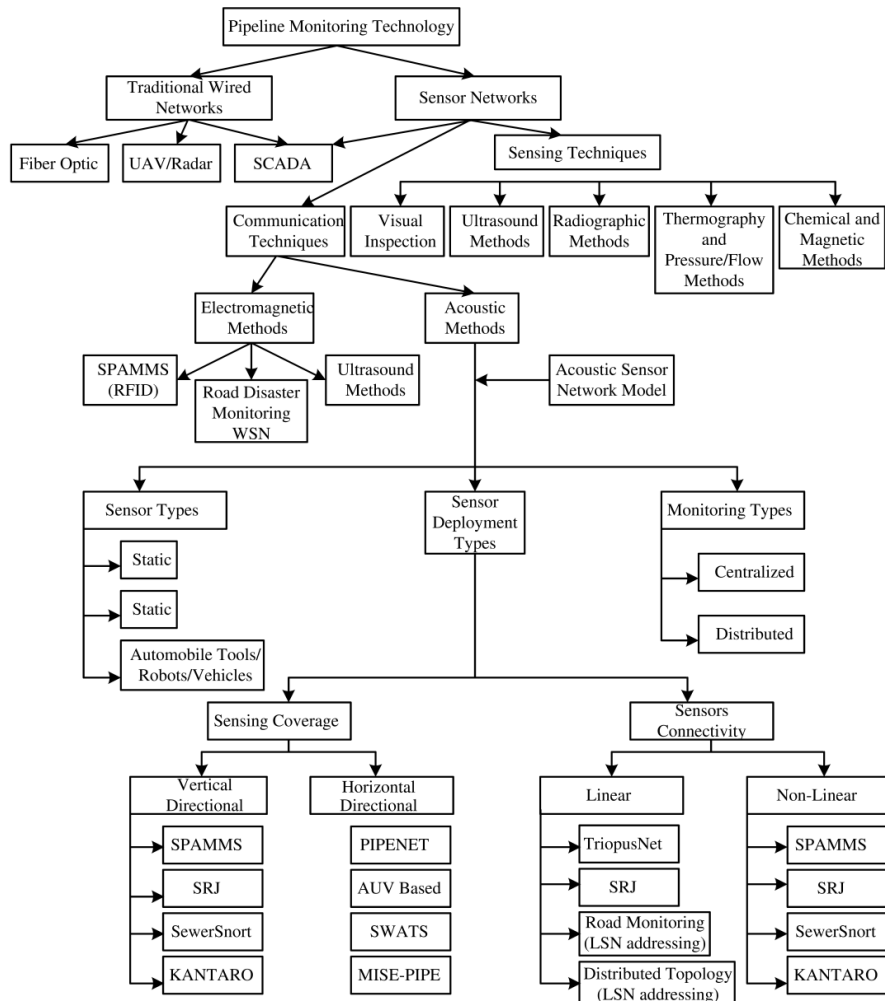 Pipeline Monitoring Technology
Traditional Wired
Networks
Sensor Networks
Fiber Optic
UAV/Radar
SCADA
Sensing Techniques
Communication
Techniques
Visual
Inspection
Ultrasound
Methods
Radiographic
Methods
Thermography
and
Pressure/Flow
Methods
Chemical and
Magnetic
Methods
Electromagnetic
Methods
Acoustic
Methods
SPAMMS
(RFID)
Road Disaster
Monitoring
WSN
Ultrasound
Methods
Acoustic Sensor
Network Model
Sensor Types
Sensor
Deployment
Types
Monitoring Types
Static
Static
Automobile Tools/
Robots/Vehicles
Centralized
Distributed
Sensing Coverage
Sensors
Connectivity
Vertical
Directional
Horizontal
Directional
Linear
Non-Linear
SPAMMS
SRJ
SewerSnort
KANTARO
PIPENET
AUV Based
SWATS
MISE-PIPE
TriopusNet
SRJ
Road Monitoring
(LSN addressing)
Distributed Topology
(LSN addressing)
SPAMMS
SRJ
SewerSnort
KANTARO